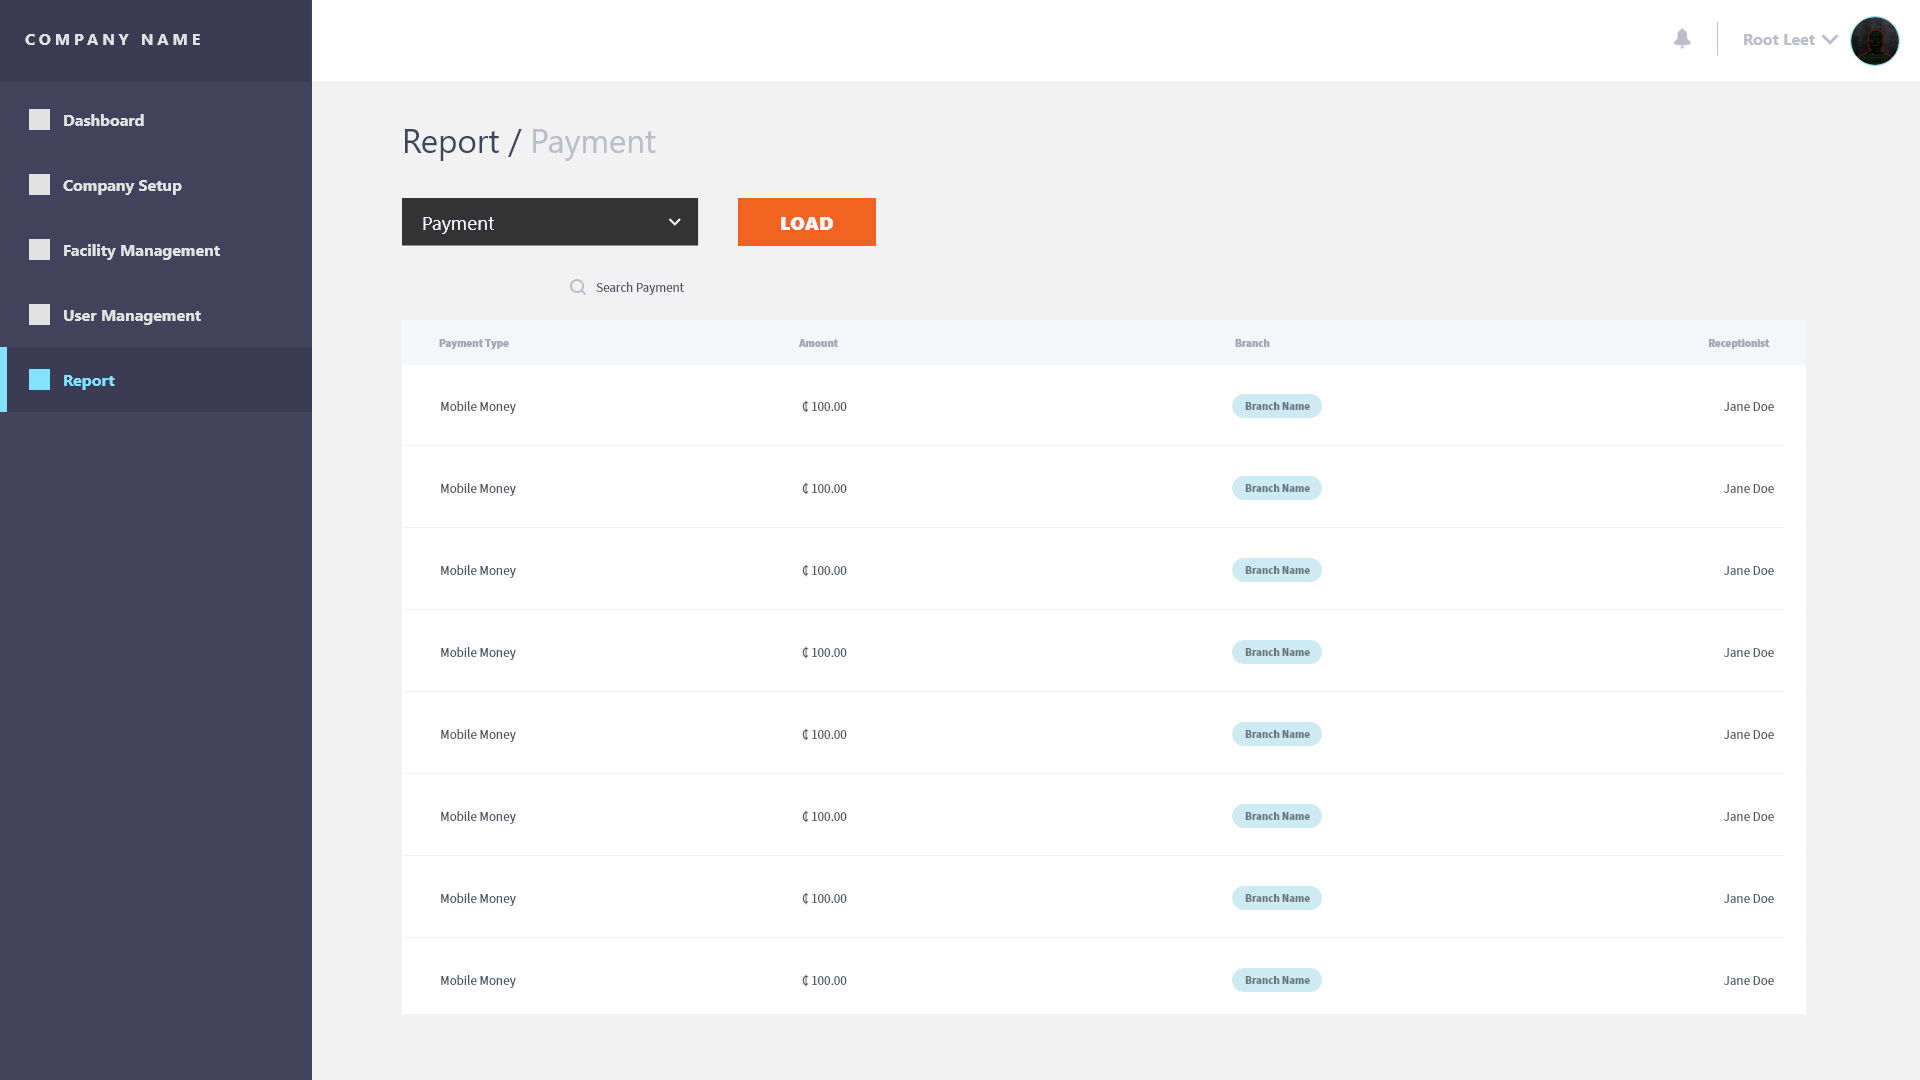 COMPANY NAME
Root Leet
Dashboard
Company Setup
Facility Management
User Management
Report
Report / Payment
Payment
LOAD
Search Payment
Payment Type Amount Branch Receptionist
Mobile Money ₵ 100.00 Branch Name Jane Doe
Mobile Money ₵ 100.00 Branch Name Jane Doe
Mobile Money ₵ 100.00 Branch Name Jane Doe
Mobile Money ₵ 100.00 Branch Name Jane Doe
Mobile Money ₵ 100.00 Branch Name Jane Doe
Mobile Money ₵ 100.00 Branch Name Jane Doe
Mobile Money ₵ 100.00 Branch Name Jane Doe
Mobile Money ₵ 100.00 Branch Name Jane Doe